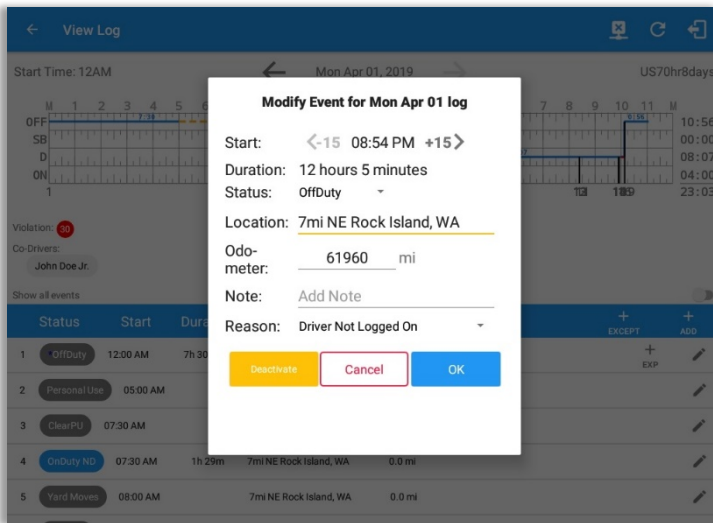 View Log
Start Time: 12AM
Mon Apr 01, 2019
US70hr8days
M 1 2 3 4 5 6
7 8 9 10 11 M
OFF
7:30
10:56
SB
00:00
D
08:07
ON
04:00
1
23:03
Violation: 30
Co-Drivers:
John Doe Jr.
Show all events
Status Start Dura
+ EXCEPT
+ ADD
1 OffDuty 12:00 AM 7h 30
+ EXP
2 Personal Use 05:00 AM
3 ClearPU 07:30 AM
4 OnDuty ND 07:30 AM 1h 29m 7mi NE Rock Island, WA 0.0 mi
5 Yard Moves 08:00 AM 7mi NE Rock Island, WA 0.0 mi
Modify Event for Mon Apr 01 log
Start: -15 08:54 PM +15
Duration: 12 hours 5 minutes
Status: OffDuty
Location: 7mi NE Rock Island, WA
Odo-
meter: 61960 mi
Note: Add Note
Reason: Driver Not Logged On
Deactivate Cancel OK